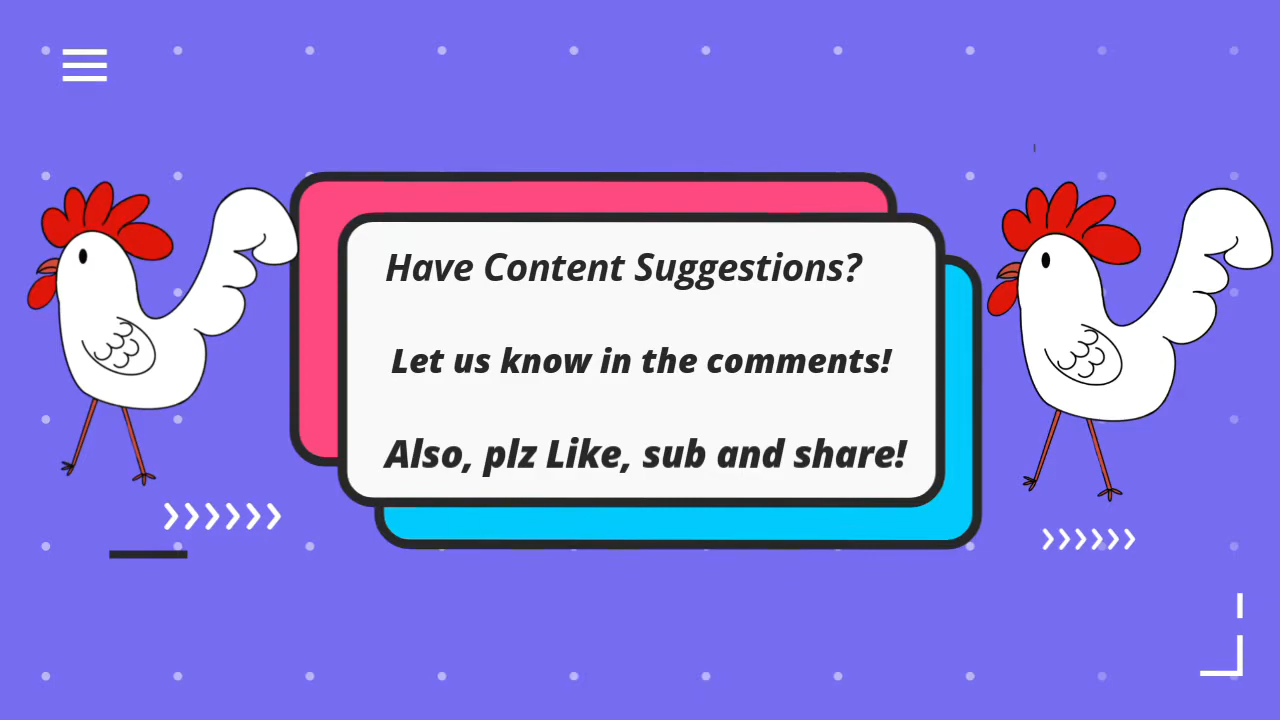 Have Content Suggestions?
Let us know in the comments!
Also, plz Like, sub and share!